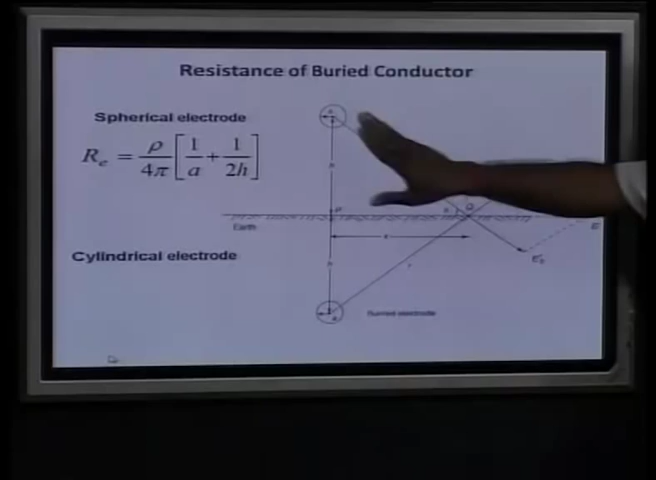 Resistance of Buried Conductor
Spherical electrode
R_e = ρ/4π [1/a + 1/2h]
Earth
Cylindrical electrode
Buried electrode